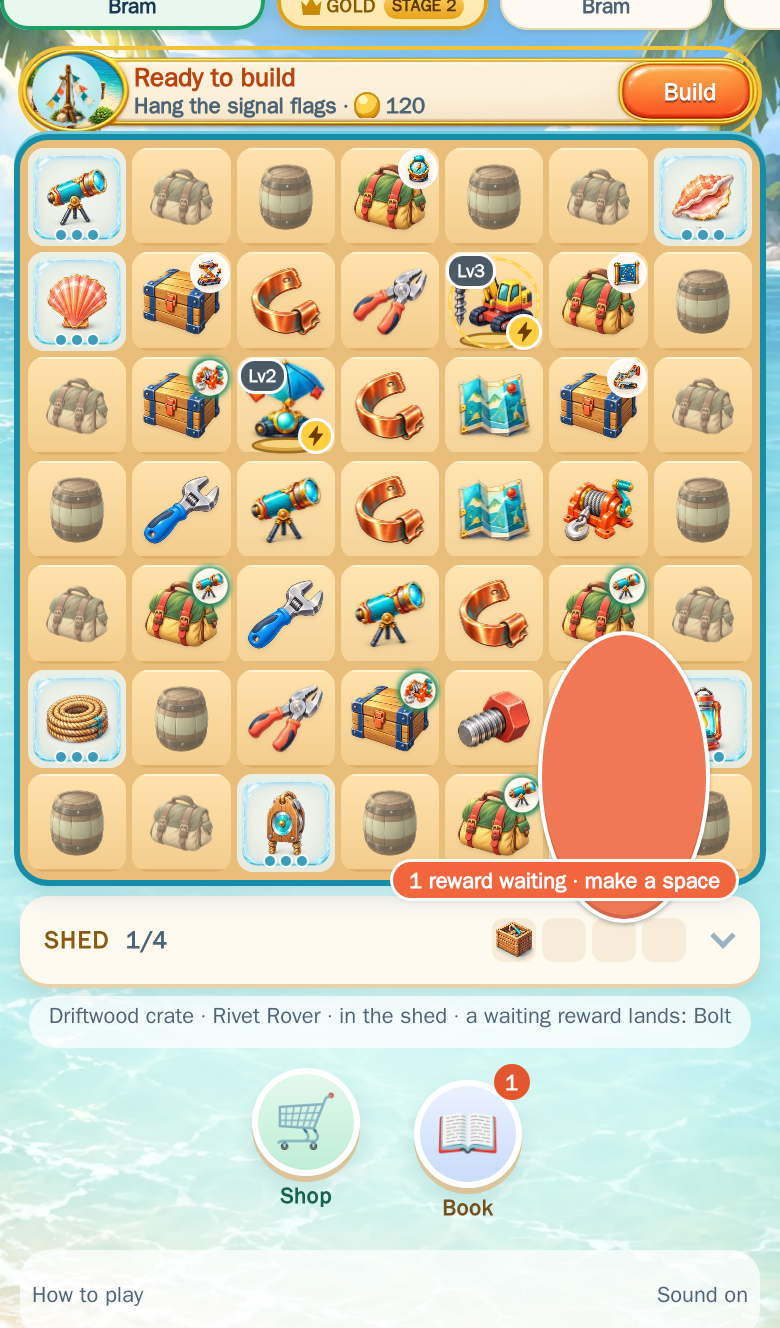 Bram
GOLD STAGE 2
Bram
Ready to build
Hang the signal flags · 120
Build
Lv3
Lv2
1 reward waiting · make a space
SHED 1/4
Driftwood crate · Rivet Rover · in the shed · a waiting reward lands: Bolt
1
Shop
Book
How to play
Sound on